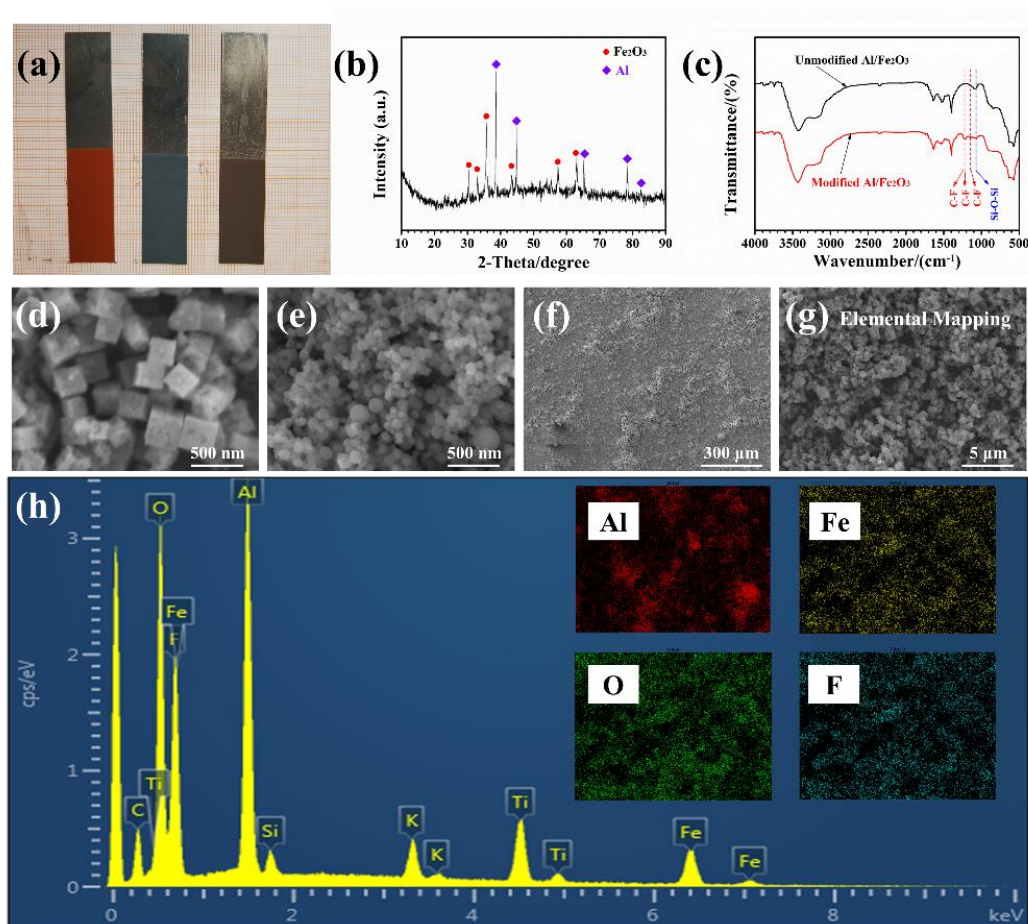 (a)
(b)
Intensity (a.u.)
Fe₂O₃
Al
10 20 30 40 50 60 70 80 90
2-Theta/degree
(c)
Transmittance/(%)
Unmodified Al/Fe₂O₃
Modified Al/Fe₂O₃
C-F
C-F
C-F
Si-O-Si
4000 3500 3000 2500 2000 1500 1000 500
Wavenumber/(cm⁻¹)
(d)
500 nm
(e)
500 nm
(f)
300 μm
(g) Elemental Mapping
5 μm
(h)
cps/eV
3
2
1
0
O
Al
Fe
F
Ti
C
Si
K
K
Ti
Ti
Fe
Fe
0 2 4 6 8 keV
Al
Fe
O
F